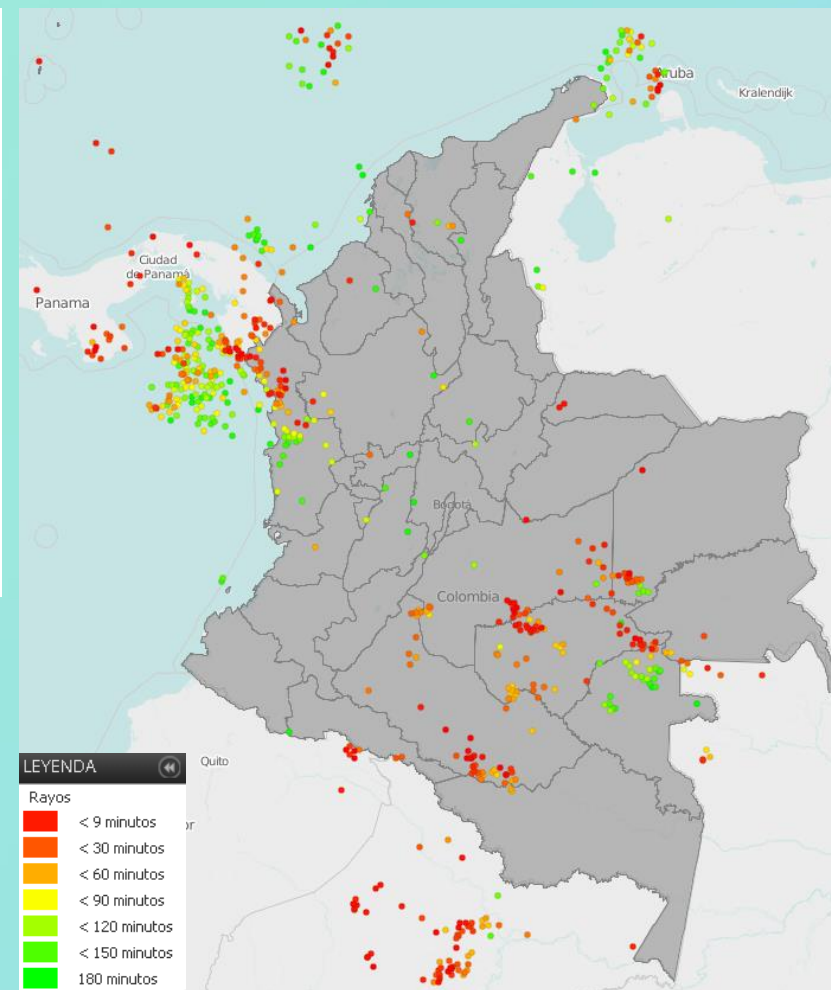 Aruba
Kralendijk
Ciudad
de Panamá
Panama
Bogotá
Colombia
Quito
or
LEYENDA
Rayos
< 9 minutos
< 30 minutos
< 60 minutos
< 90 minutos
< 120 minutos
< 150 minutos
180 minutos